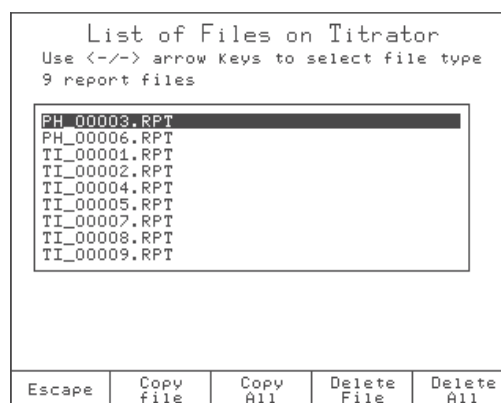 List of Files on Titrator
Use <-/-> arrow Keys to select file type
9 report files
PH_00003.RPT
PH_00006.RPT
TI_00001.RPT
TI_00002.RPT
TI_00004.RPT
TI_00005.RPT
TI_00007.RPT
TI_00008.RPT
TI_00009.RPT
Escape
Copy
file
Copy
All
Delete
File
Delete
All